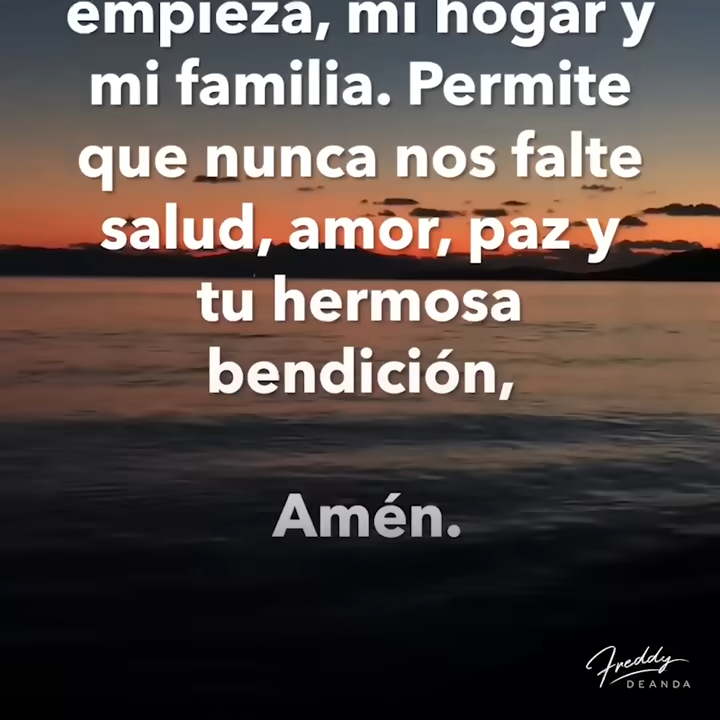 empieza, mi hogar y
mi familia. Permite
que nunca nos falte
salud, amor, paz y
tu hermosa
bendición,
Amén.
Freddy
DEANDA